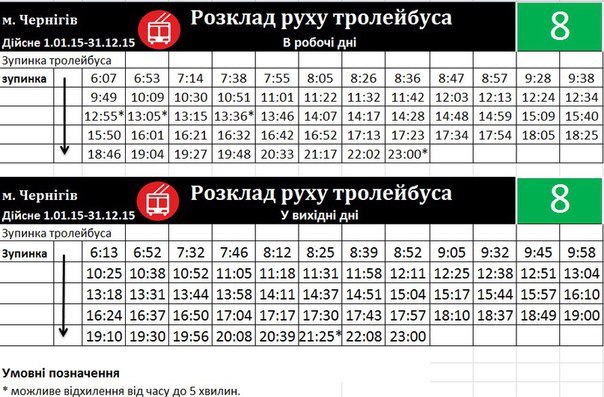 м. Чернігів Розклад руху тролейбуса 8
Дійсне 1.01.15-31.12.15 В робочі дні
Зупинка тролейбуса
зупинка 6:07 6:53 7:14 7:38 7:55 8:05 8:26 8:36 8:47 8:57 9:28 9:38
9:49 10:09 10:30 10:51 11:01 11:22 11:32 11:42 12:03 12:13 12:24 12:34
12:55* 13:05* 13:15 13:36* 13:46 14:07 14:17 14:28 14:48 14:59 15:09 15:40
15:50 16:01 16:21 16:32 16:42 16:52 17:13 17:23 17:34 17:54 18:05 18:25
18:46 19:04 19:27 19:48 20:33 21:17 22:02 23:00*
м. Чернігів Розклад руху тролейбуса 8
Дійсне 1.01.15-31.12.15 У вихідні дні
Зупинка тролейбуса
Зупинка 6:13 6:52 7:32 7:46 8:12 8:25 8:39 8:52 9:05 9:32 9:45 9:58
10:25 10:38 10:52 11:05 11:18 11:31 11:58 12:11 12:25 12:38 12:51 13:04
13:18 13:31 13:44 13:58 14:11 14:37 14:51 15:04 15:17 15:44 15:57 16:10
16:24 16:37 16:50 17:04 17:17 17:30 17:43 17:57 18:10 18:37 18:49 19:00
19:10 19:30 19:56 20:08 20:39 21:25* 22:08 23:00
Умовні позначення
* можливе відхилення від часу до 5 хвилин.